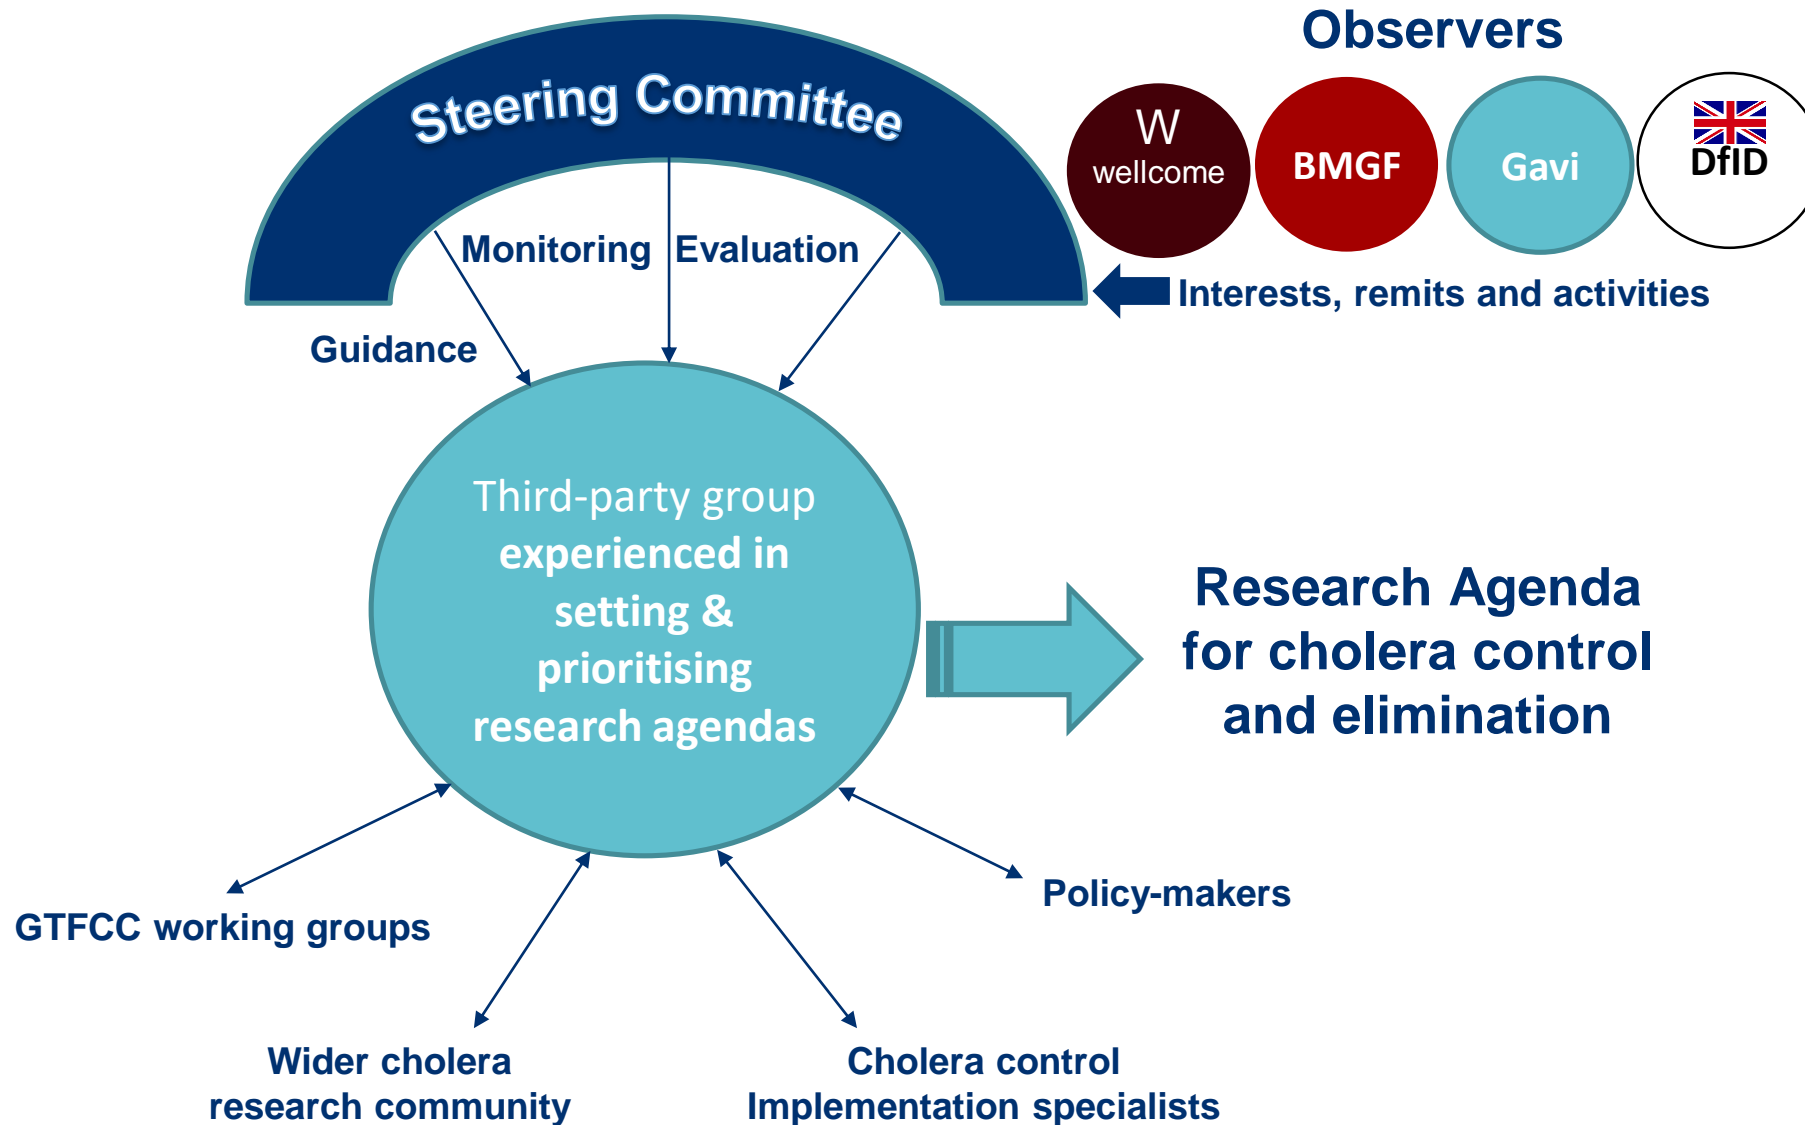 Observers
Steering Committee
W
wellcome
BMGF
Gavi
DfID
Monitoring
Evaluation
Interests, remits and activities
Guidance
Third-party group
experienced in
setting &
prioritising
research agendas
Research Agenda
for cholera control
and elimination
Policy-makers
GTFCC working groups
Wider cholera
research community
Cholera control
Implementation specialists